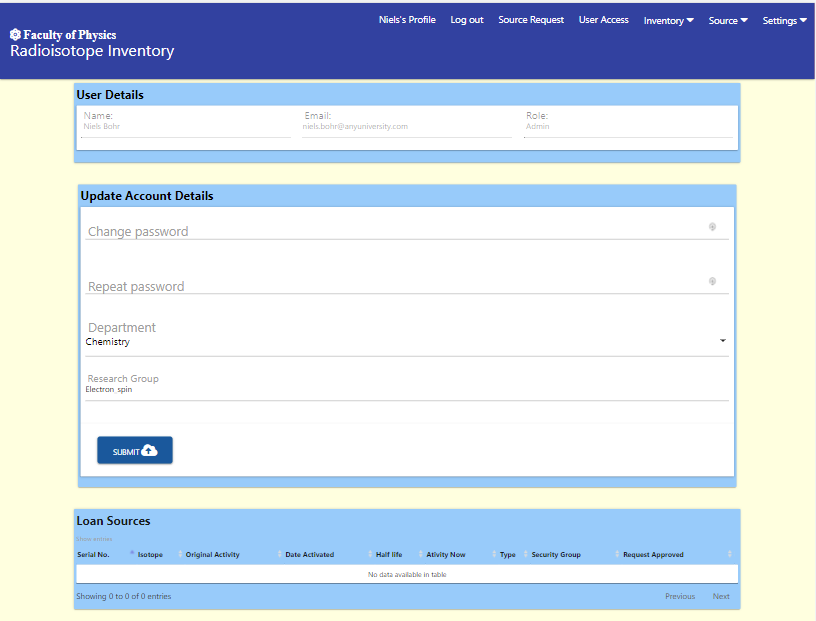 Niel's Profile Log out Source Request User Access Inventory Source Settings
Faculty of Physics
Radioisotope Inventory
User Details
Name: Email: Role:
Niels Bohr niels.bohr@anyuniversity.com Admin
Update Account Details
Change password
Repeat password
Department
Chemistry
Research Group
Electron_spin
SUBMIT
Loan Sources
Show entries
Serial No. Isotope Original Activity Date Activated Half life Ativity Now Type Security Group Request Approved
No data available in table
Showing 0 to 0 of 0 entries Previous Next